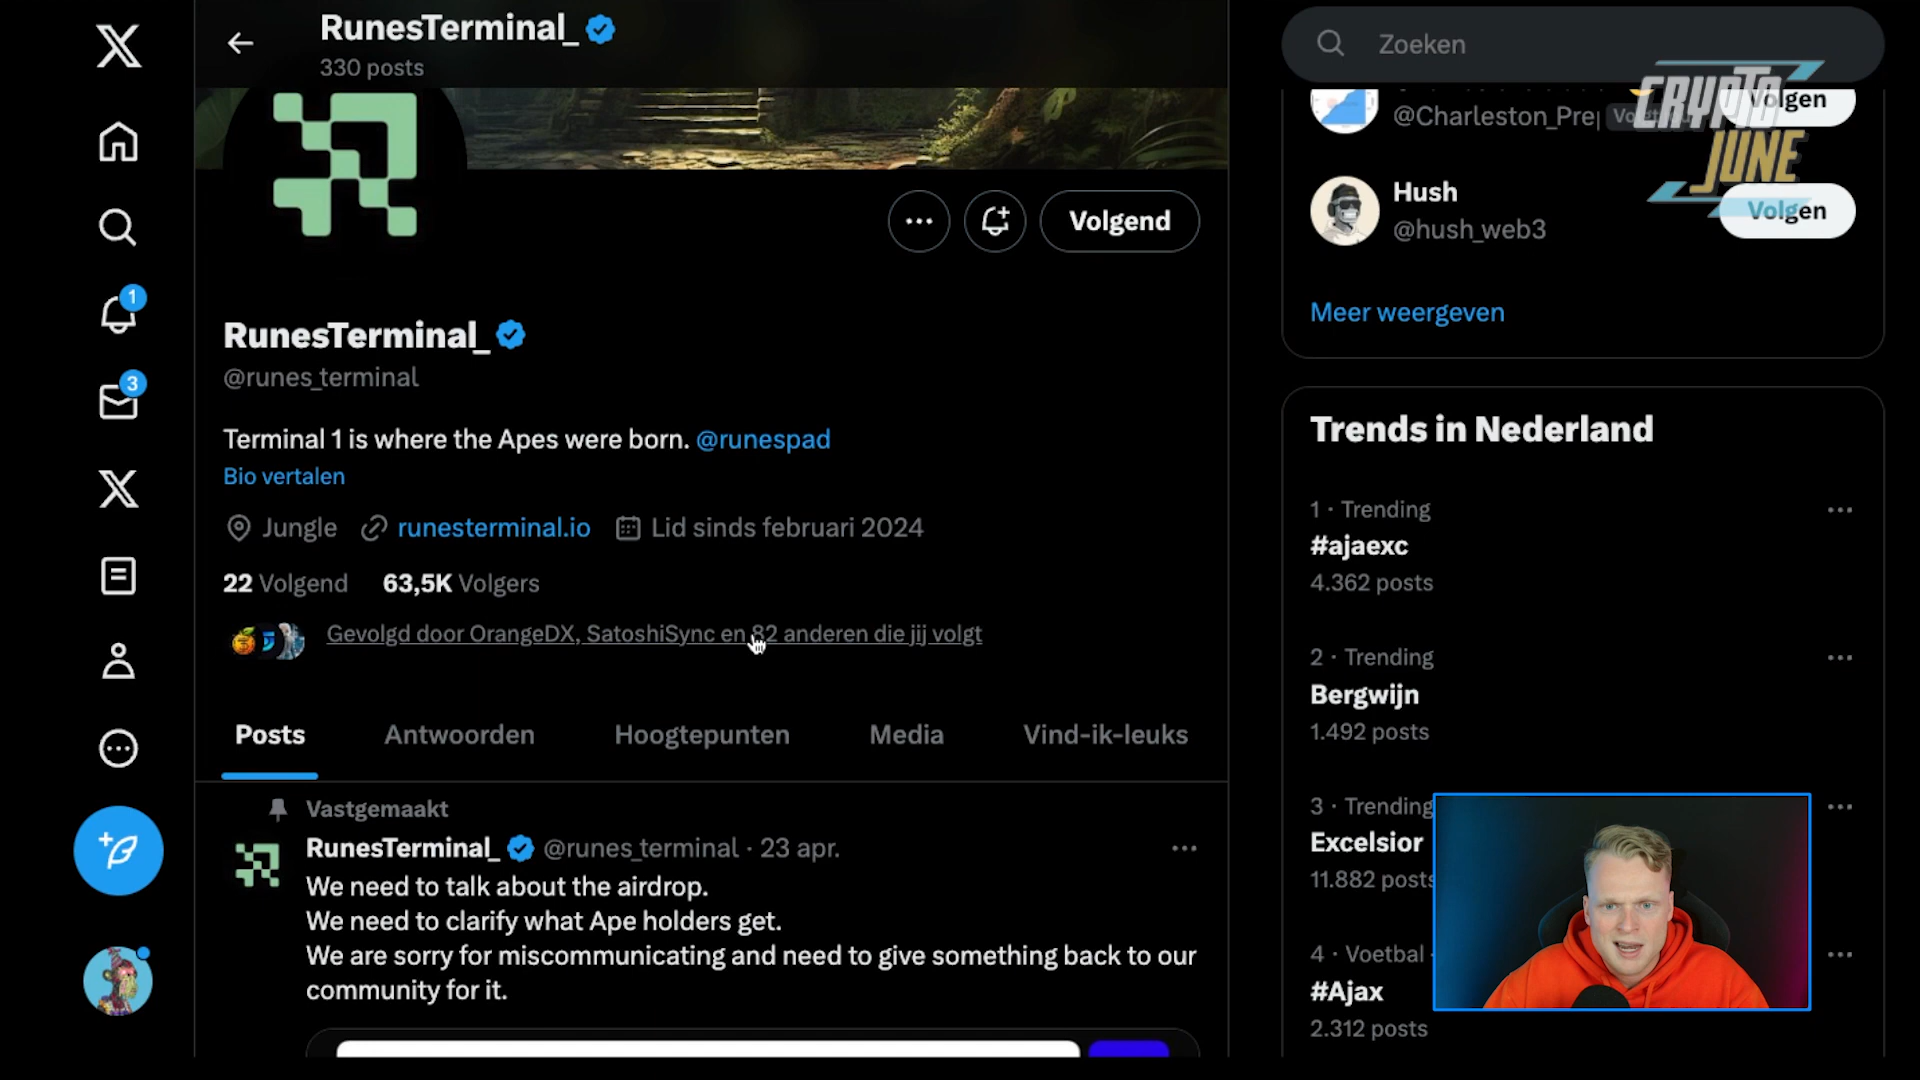 RunesTerminal_
330 posts
Zoeken
@Charleston_Pre
Volgen
CRYPTO
JUNE
Hush
@hush_web3
Volgen
Meer weergeven
Volgend
RunesTerminal_
@runes_terminal
Terminal 1 is where the Apes were born. @runespad
Bio vertalen
Jungle runesterminal.io Lid sinds februari 2024
22 Volgend 63,5K Volgers
Gevolgd door OrangeDX, SatoshiSync en 82 anderen die jij volgt
Posts Antwoorden Hoogtepunten Media Vind-ik-leuks
Vastgemaakt
RunesTerminal_ @runes_terminal · 23 apr.
We need to talk about the airdrop.
We need to clarify what Ape holders get.
We are sorry for miscommunicating and need to give something back to our
community for it.
1
3
Trends in Nederland
1 · Trending
#ajaexc
4.362 posts
2 · Trending
Bergwijn
1.492 posts
3 · Trending
Excelsior
11.882 posts
4 · Voetbal
#Ajax
2.312 posts